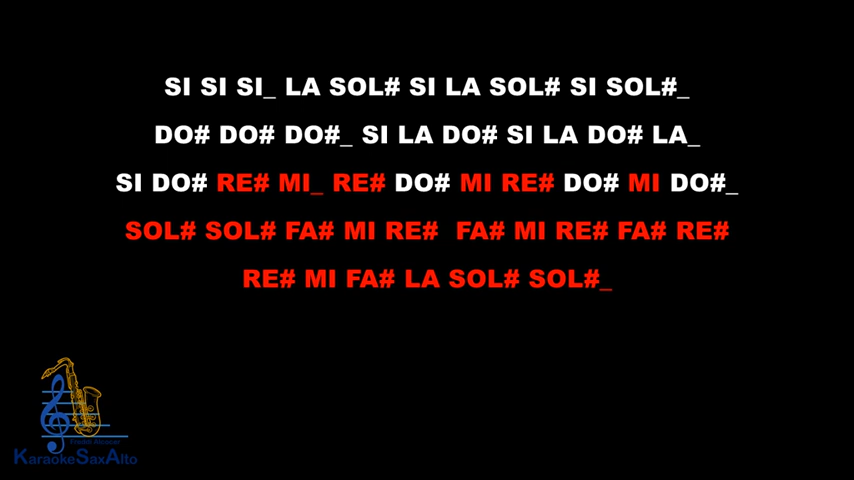 SI SI SI_ LA SOL# SI LA SOL# SI SOL#_
DO# DO# DO#_ SI LA DO# SI LA DO# LA_
SI DO# RE# MI_ RE# DO# MI RE# DO# MI DO#_
SOL# SOL# FA# MI RE# FA# MI RE# FA# RE#
RE# MI FA# LA SOL# SOL#_
KaraokeSaxAlto